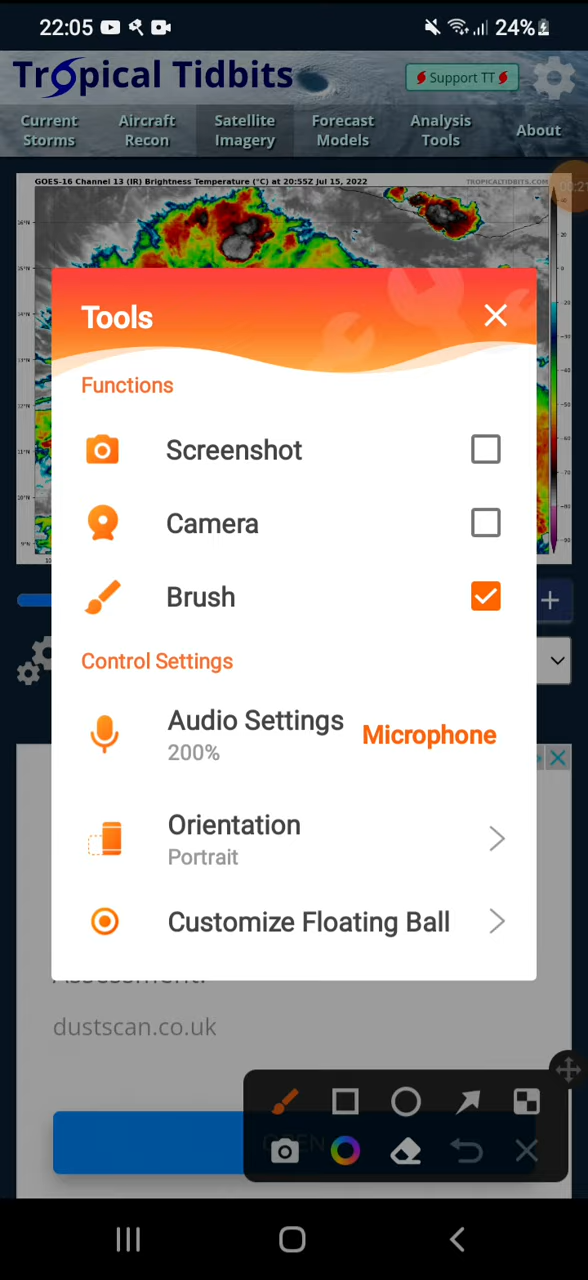 22:05
24%
Tropical Tidbits
Support TT
Current Storms
Aircraft Recon
Satellite Imagery
Forecast Models
Analysis Tools
About
GOES-16 Channel 13 (IR) Brightness Temperature (°C) at 20:55Z Jul 15, 2022
TROPICALTIDBITS.COM
Tools
Functions
Screenshot
Camera
Brush
Control Settings
Audio Settings
200%
Microphone
Orientation
Portrait
Customize Floating Ball
dustscan.co.uk